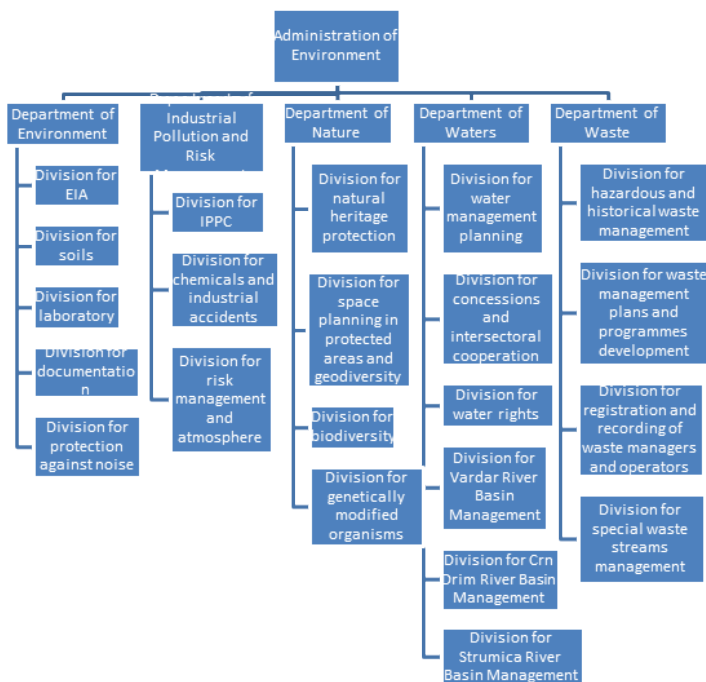 Administration of
Environment
Department of
Environment
Industrial
Pollution and
Risk
Department of
Nature
Department of
Waters
Department of
Waste
Division for
EIA
Division for
soils
Division for
laboratory
Division for
documentatio
n
Division for
protection
against noise
Division for
IPPC
Division for
chemicals and
industrial
accidents
Division for
risk
management
and
atmosphere
Division for
natural
heritage
protection
Division for
space
planning in
protected
areas and
geodiversity
Division for
biodiversity
Division for
genetically
modified
organisms
Division for
water
management
planning
Division for
concessions
and
intersectoral
cooperation
Division for
water rights
Division for
Vardar River
Basin
Management
Division for Crn
Drim River Basin
Management
Division for
Strumica River
Basin Management
Division for
hazardous and
historical waste
management
Division for waste
management
plans and
programmes
development
Division for
registration and
recording of
waste managers
and operators
Division for
special waste
streams
management